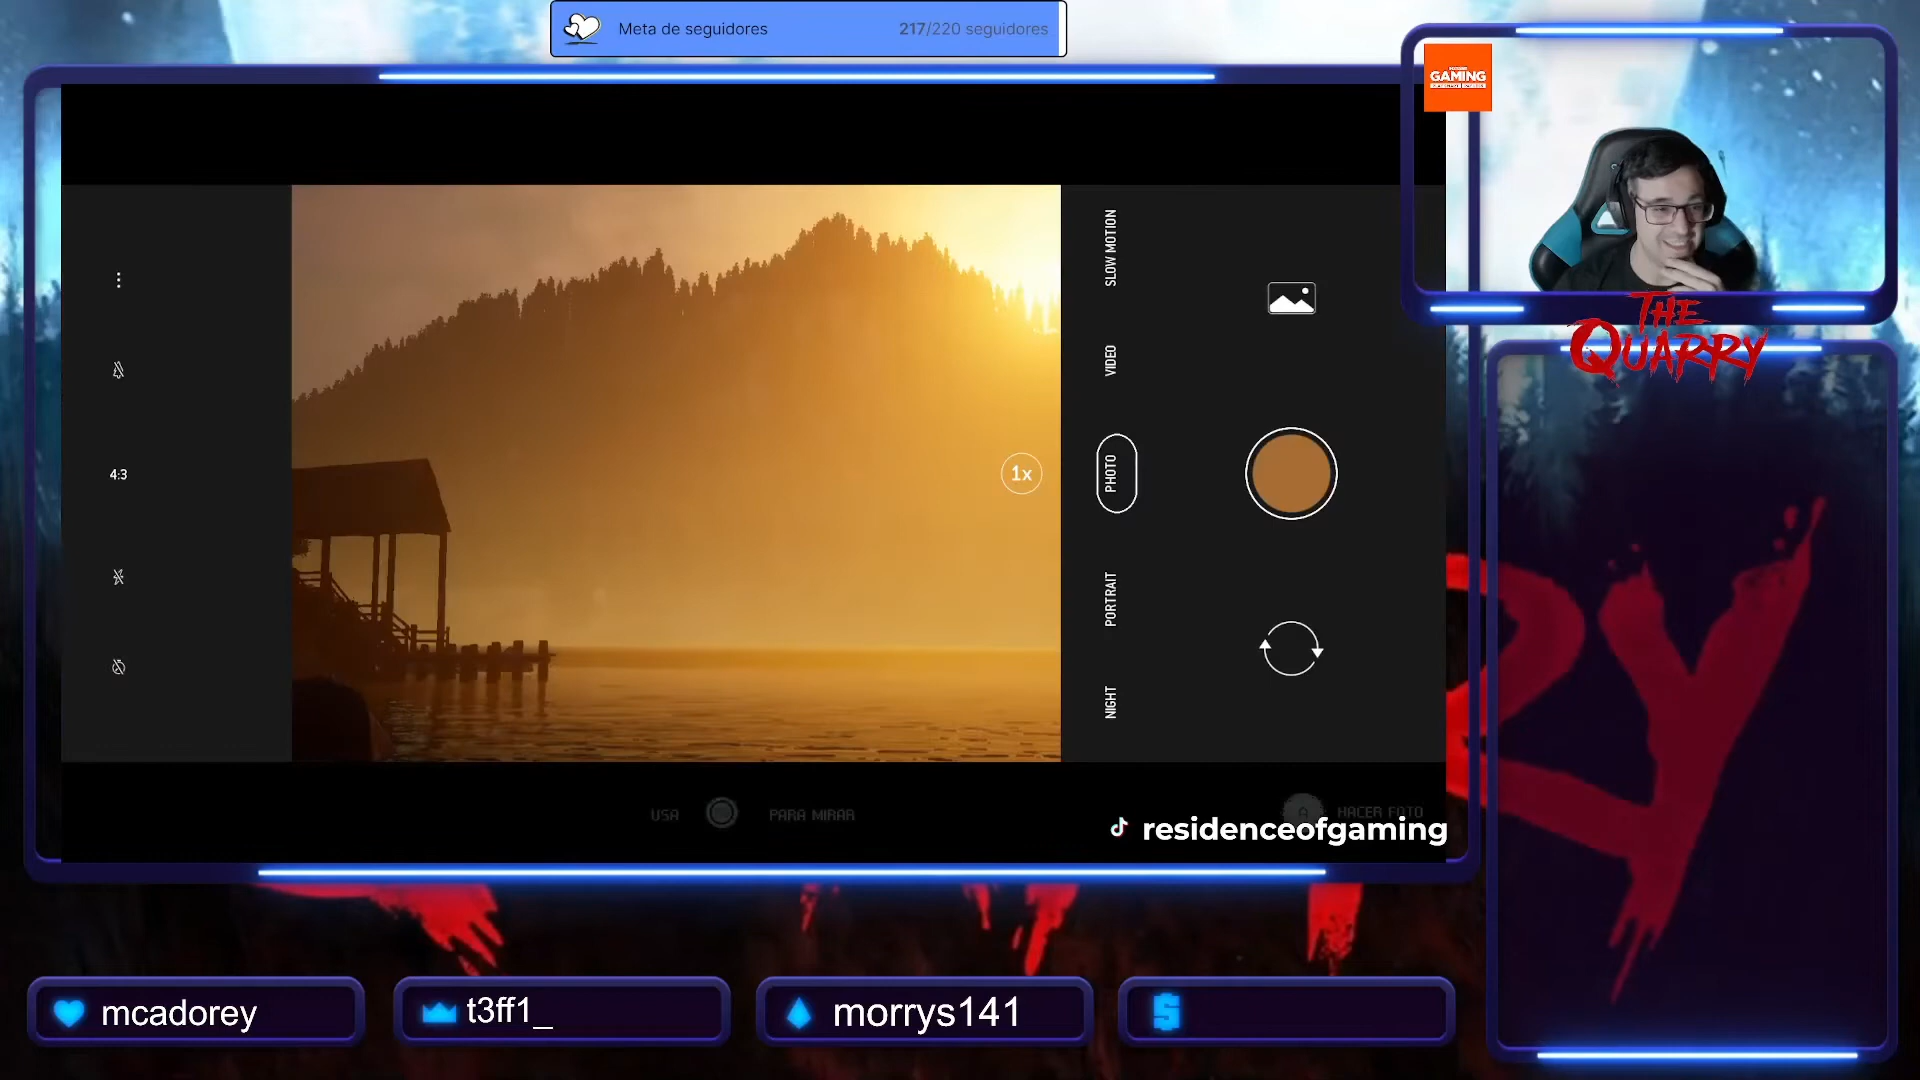 Meta de seguidores
217/220 seguidores
GAMING
SLOW MOTION
VIDEO
PHOTO
PORTRAIT
NIGHT
4:3
1x
USA
PARA MIRAR
HACER FOTO
residenceofgaming
THE
QUARRY
RY
mcadorey
t3ff1_
morrys141
$